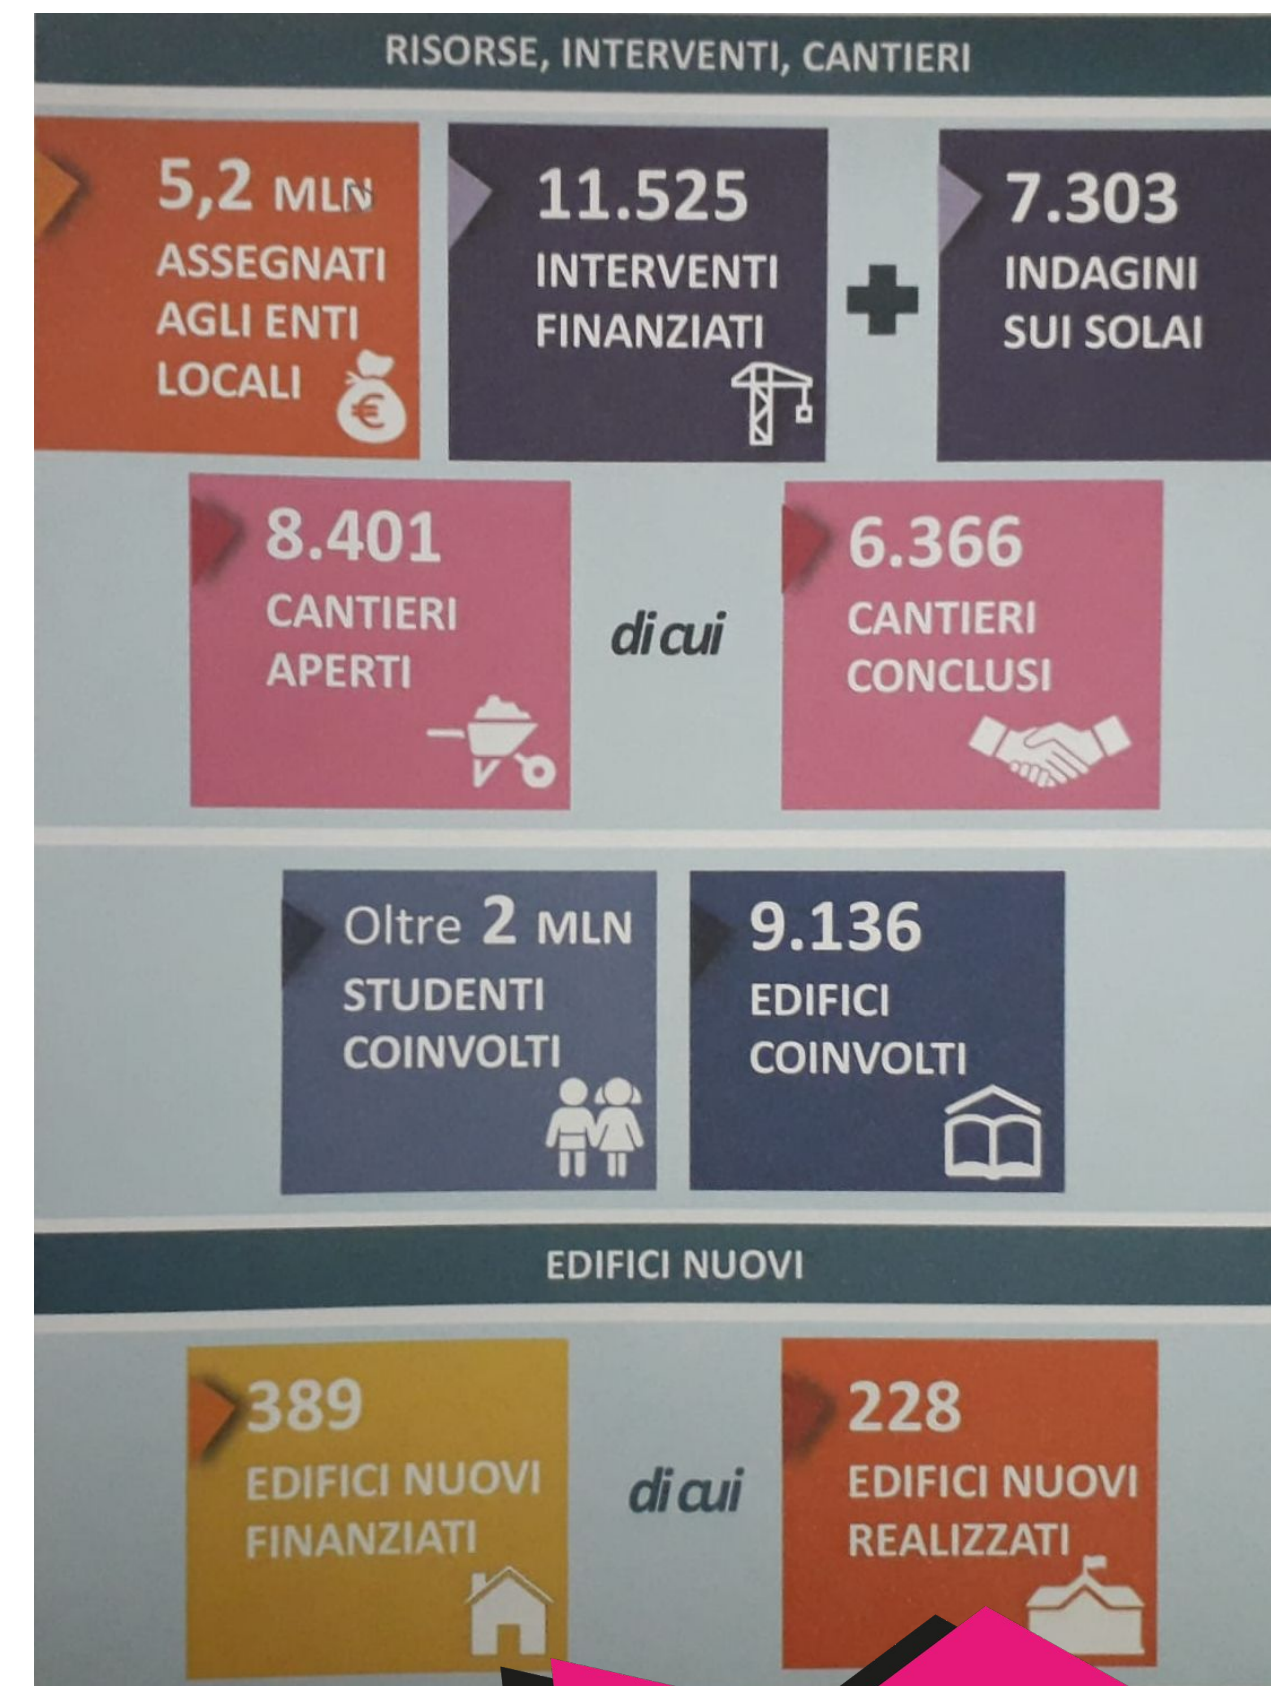 RISORSE, INTERVENTI, CANTIERI
5,2 MLN
ASSEGNATI
AGLI ENTI
LOCALI
11.525
INTERVENTI
FINANZIATI
7.303
INDAGINI
SUI SOLAI
8.401
CANTIERI
APERTI
di cui
6.366
CANTIERI
CONCLUSI
Oltre 2 MLN
STUDENTI
COINVOLTI
9.136
EDIFICI
COINVOLTI
EDIFICI NUOVI
389
EDIFICI NUOVI
FINANZIATI
di cui
228
EDIFICI NUOVI
REALIZZATI